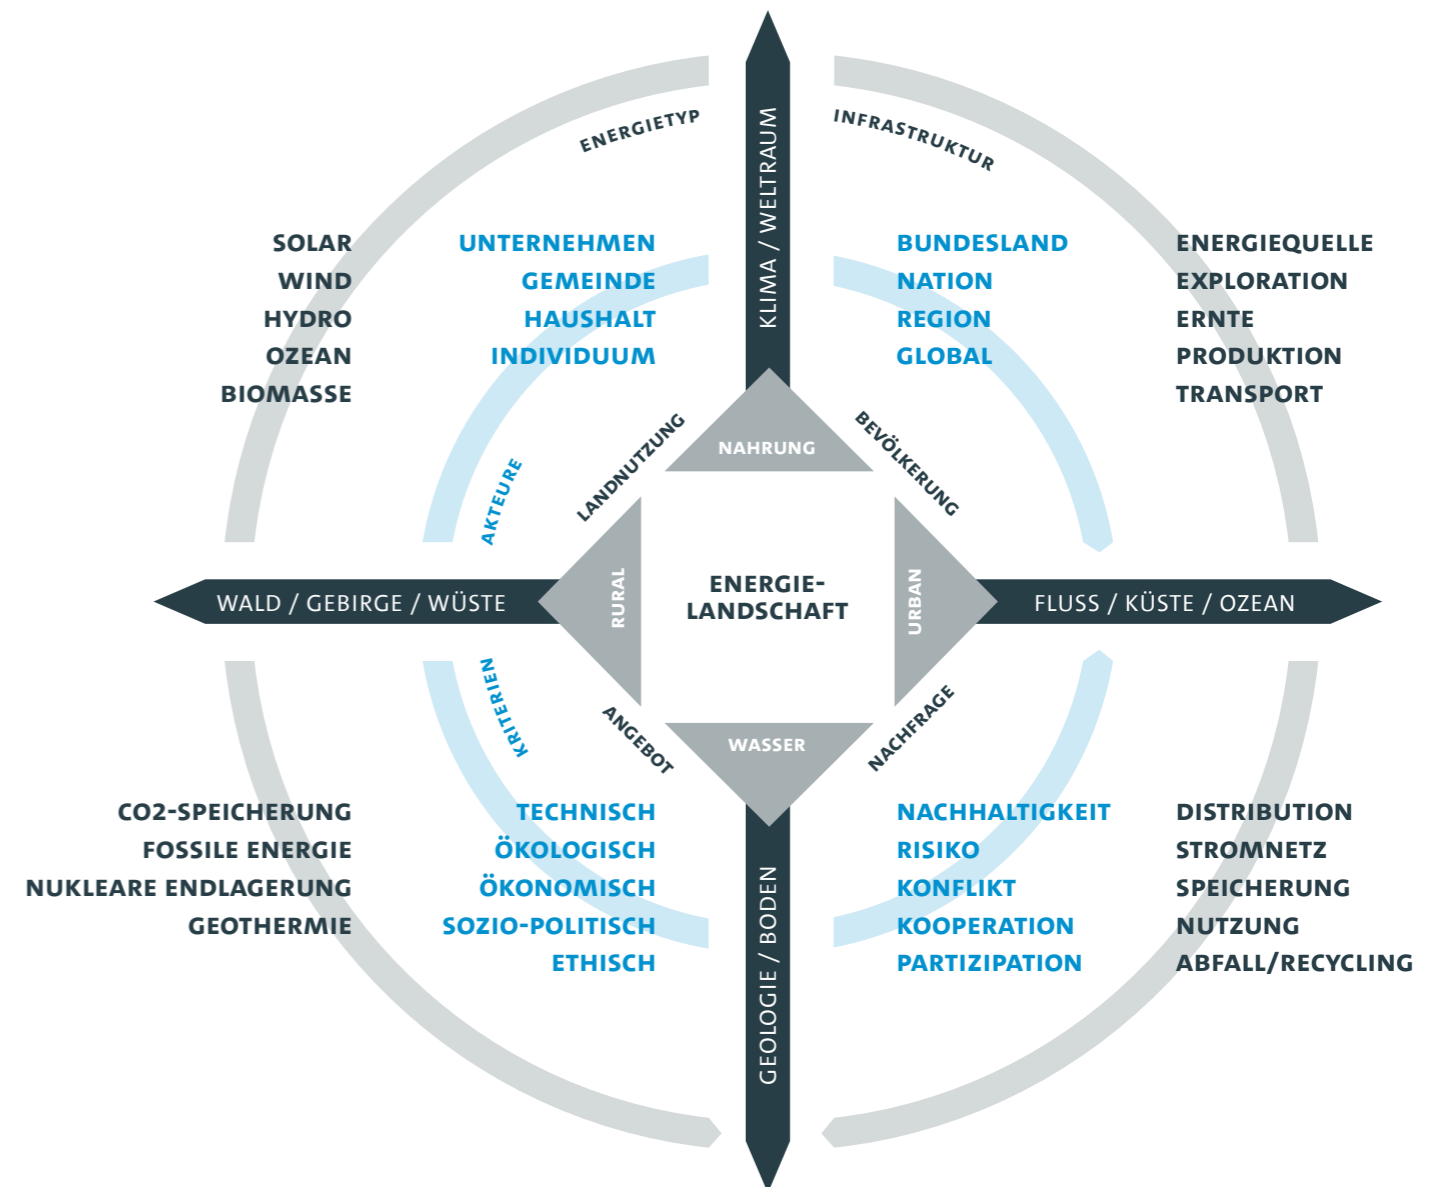 ENERGIETYP
INFRASTRUKTUR
KLIMA / WELTRAUM
SOLAR
WIND
HYDRO
OZEAN
BIOMASSE
UNTERNEHMEN
GEMEINDE
HAUSHALT
INDIVIDUUM
BUNDESLAND
NATION
REGION
GLOBAL
ENERGIEQUELLE
EXPLORATION
ERNTE
PRODUKTION
TRANSPORT
AKTEURE
LANDNUTZUNG
NAHRUNG
BEVÖLKERUNG
WALD / GEBIRGE / WÜSTE
RURAL
ENERGIE-
LANDSCHAFT
URBAN
FLUSS / KÜSTE / OZEAN
KRITERIEN
ANGEBOT
WASSER
NACHFRAGE
CO2-SPEICHERUNG
FOSSILE ENERGIE
NUKLEARE ENDLAGERUNG
GEOTHERMIE
TECHNISCH
ÖKOLOGISCH
ÖKONOMISCH
SOZIO-POLITISCH
ETHISCH
GEOLOGIE / BODEN
NACHHALTIGKEIT
RISIKO
KONFLIKT
KOOPERATION
PARTIZIPATION
DISTRIBUTION
STROMNETZ
SPEICHERUNG
NUTZUNG
ABFALL/RECYCLING